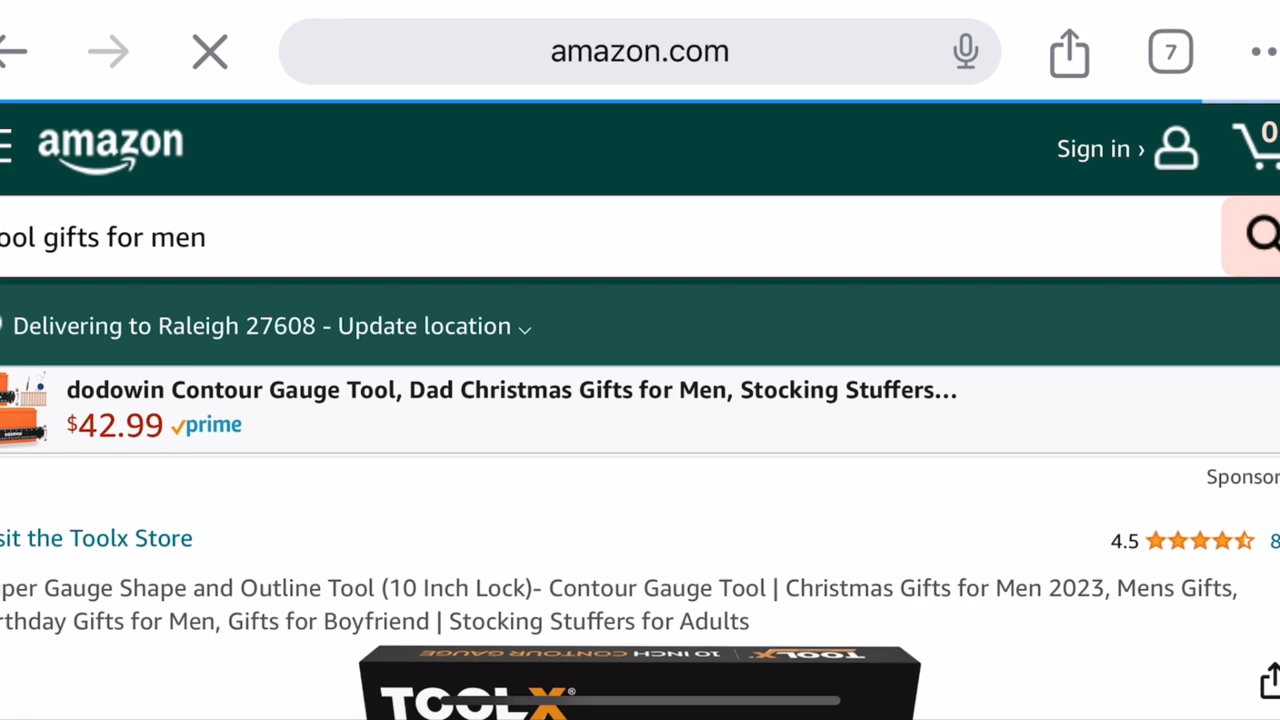 amazon.com
7
amazon
Sign in ›
0
ool gifts for men
Delivering to Raleigh 27608 - Update location
dodowin Contour Gauge Tool, Dad Christmas Gifts for Men, Stocking Stuffers...
$42.99 prime
Sponsor
sit the Toolx Store
4.5
8
per Gauge Shape and Outline Tool (10 Inch Lock)- Contour Gauge Tool | Christmas Gifts for Men 2023, Mens Gifts,
rthday Gifts for Men, Gifts for Boyfriend | Stocking Stuffers for Adults
TOOLX | 10 INCH CONTOUR GAUGE
TOOLX®